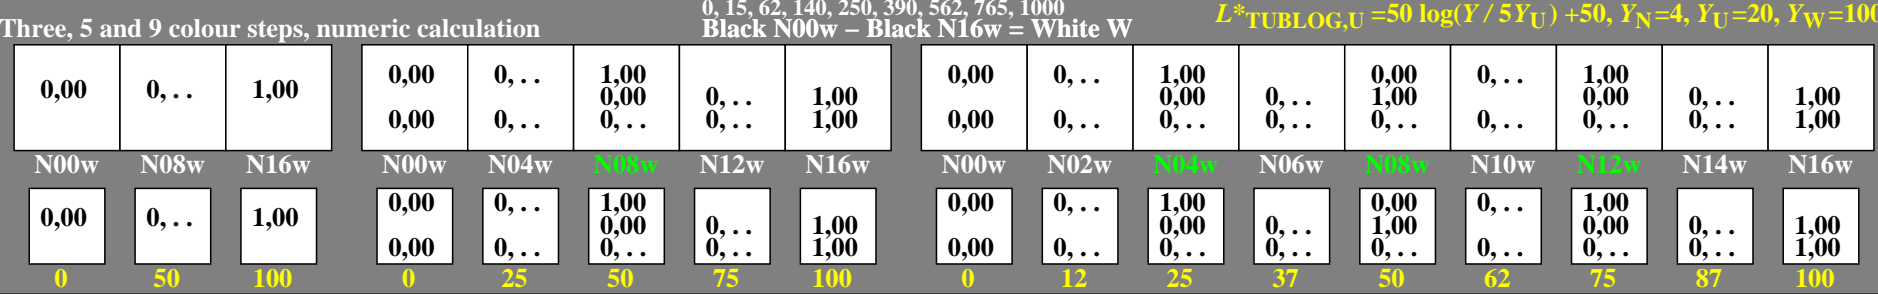 0, 15, 62, 140, 250, 390, 562, 765, 1000
Three, 5 and 9 colour steps, numeric calculation
Black N00w – Black N16w = White W
L*TUBLOG,U =50 log(Y / 5YU) +50, YN=4, YU=20, YW=100
0,00 0, . . 1,00
0,00 0, . . 1,00
0,00 0, . . 1,00
0,00 0, . . 0, . . 0, . . 1,00
0,00 0, . . 1,00 0,00 0, . . 1,00
0,00 0, . . 1,00 0, . . 1,00
0,00 0, . . 0, . . 0, . . 0, . . 0, . . 0, . . 0, . . 1,00
N00w N08w N16w
N00w N04w N08w N12w N16w
N00w N02w N04w N06w N08w N10w N12w N14w N16w
0,00 0, . . 1,00
0,00 0, . . 1,00
0,00 0, . . 1,00
0,00 0, . . 0, . . 0, . . 1,00
0,00 0, . . 1,00 0,00 0, . . 1,00
0,00 0, . . 1,00 0, . . 1,00
0,00 0, . . 0, . . 0, . . 0, . . 0, . . 0, . . 0, . . 1,00
0 50 100
0 25 50 75 100
0 12 25 37 50 62 75 87 100